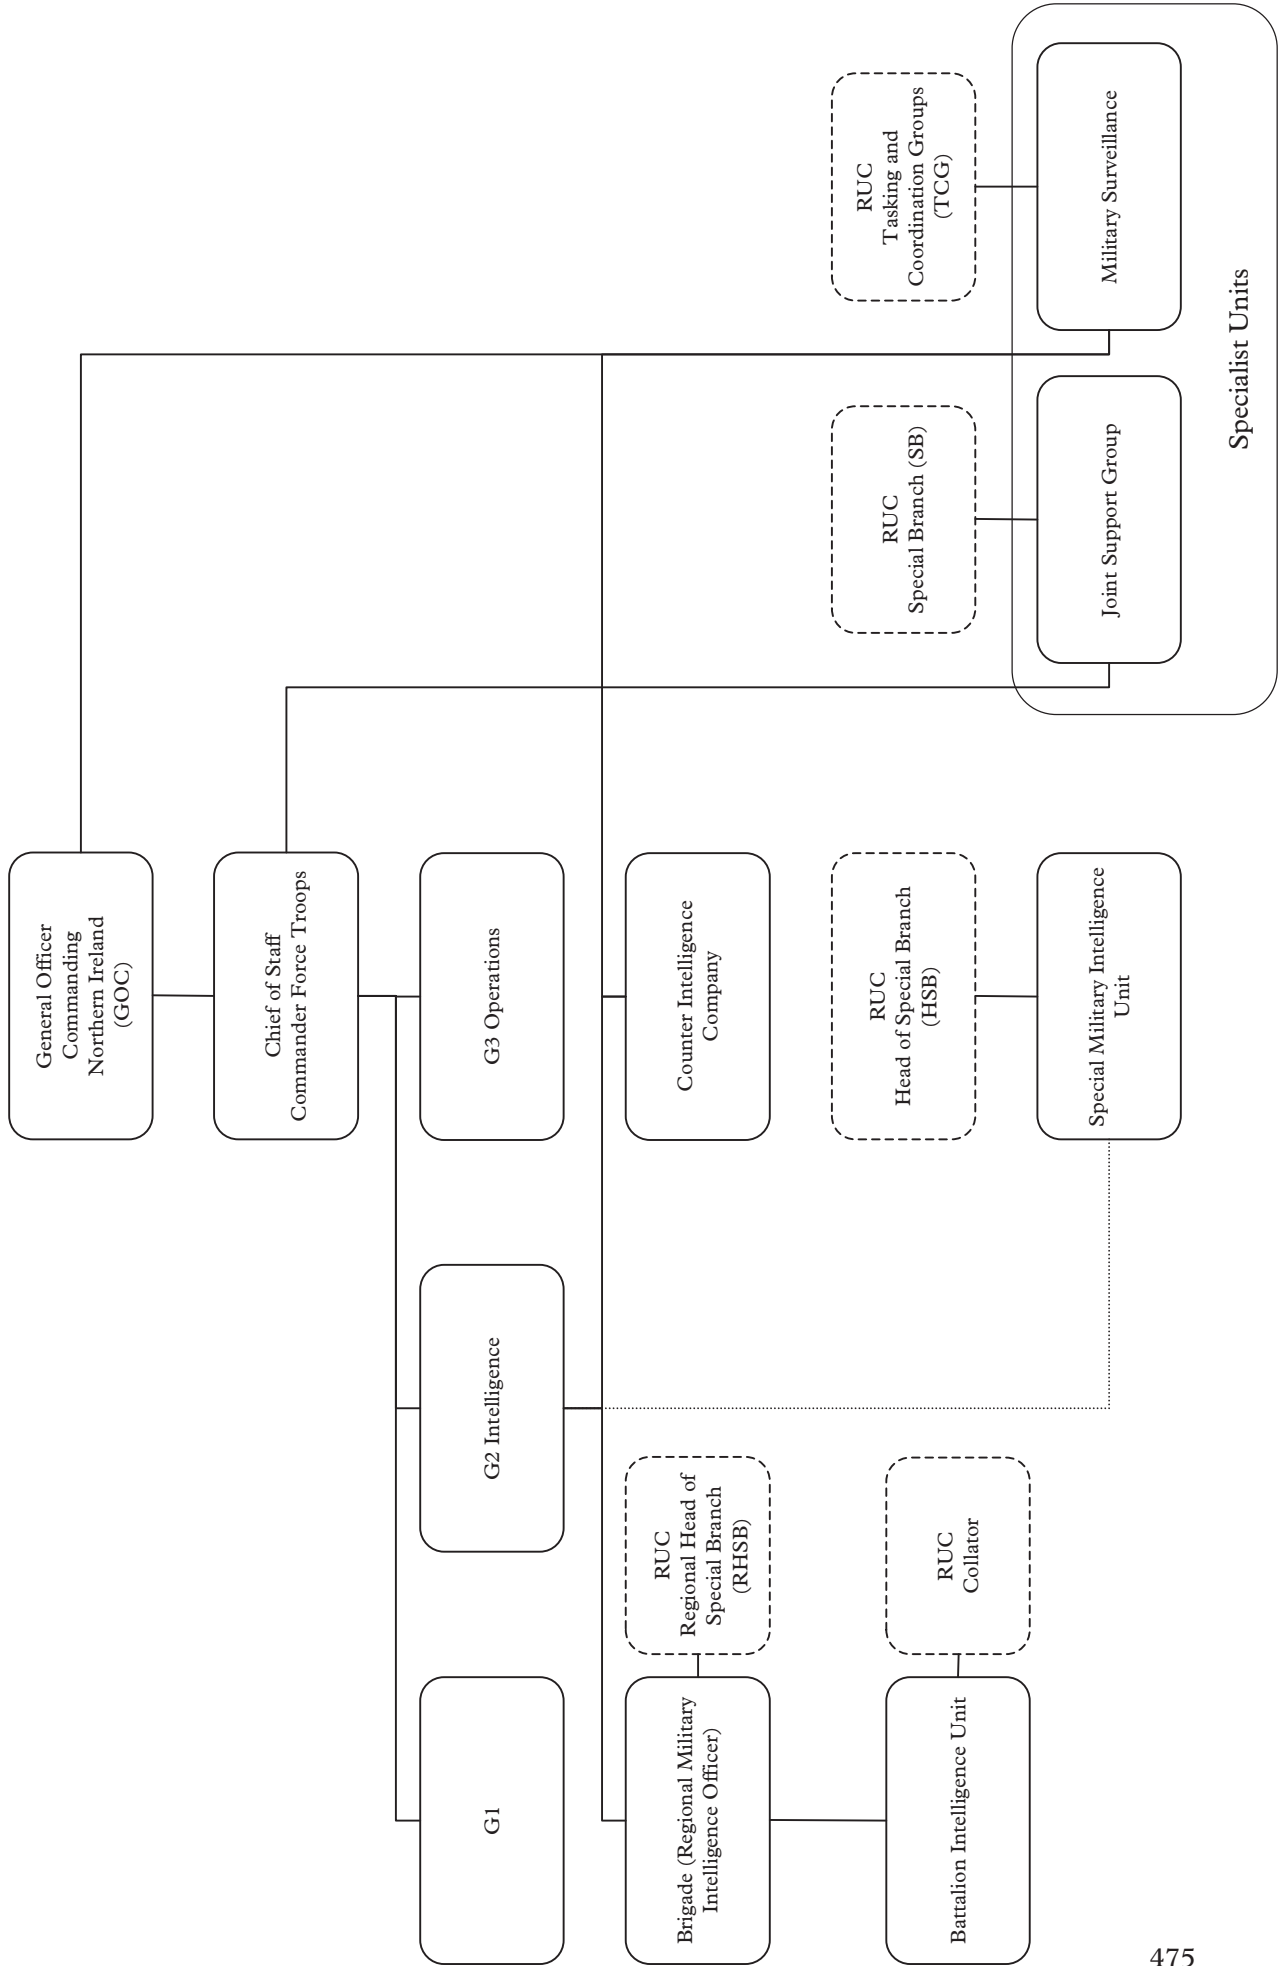 General Officer
Commanding
Northern Ireland
(GOC)
Chief of Staff
Commander Force Troops
G1
G2 Intelligence
G3 Operations
Brigade (Regional Military
Intelligence Officer)
RUC
Regional Head of
Special Branch
(RHSB)
Counter Intelligence
Company
Battalion Intelligence Unit
RUC
Collator
RUC
Head of Special Branch
(HSB)
Special Military Intelligence
Unit
RUC
Special Branch (SB)
Joint Support Group
RUC
Tasking and
Coordination Groups
(TCG)
Military Surveillance
Specialist Units
475